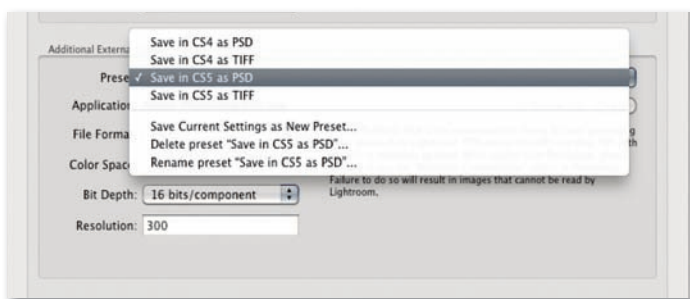 Additional Externa
Save in CS4 as PSD
Save in CS4 as TIFF
Prese ✓ Save in CS5 as PSD
Save in CS5 as TIFF
Application
File Forma Save Current Settings as New Preset...
Delete preset "Save in CS5 as PSD"...
Color Spac Rename preset "Save in CS5 as PSD"...
Failure to do so will result in images that cannot be read by
Bit Depth: 16 bits/component Lightroom.
Resolution: 300